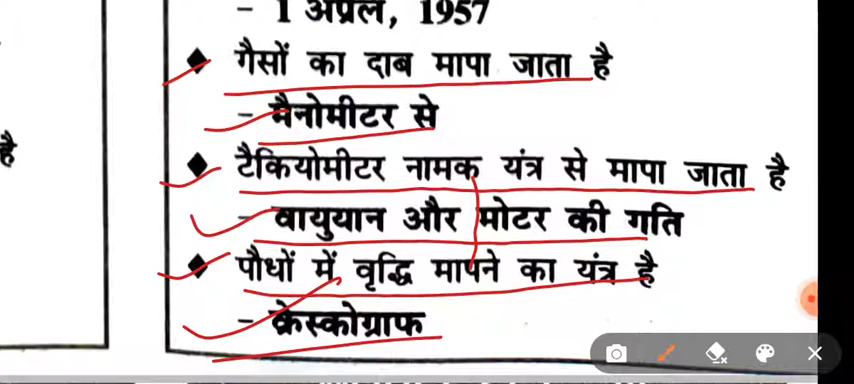 - 1 अप्रैल, 1957
◆ गैसों का दाब मापा जाता है
- मैनोमीटर से
है
◆ टैकियोमीटर नामक यंत्र से मापा जाता है
- वायुयान और मोटर की गति
◆ पौधों में वृद्धि मापने का यंत्र है
- क्रेस्कोग्राफ